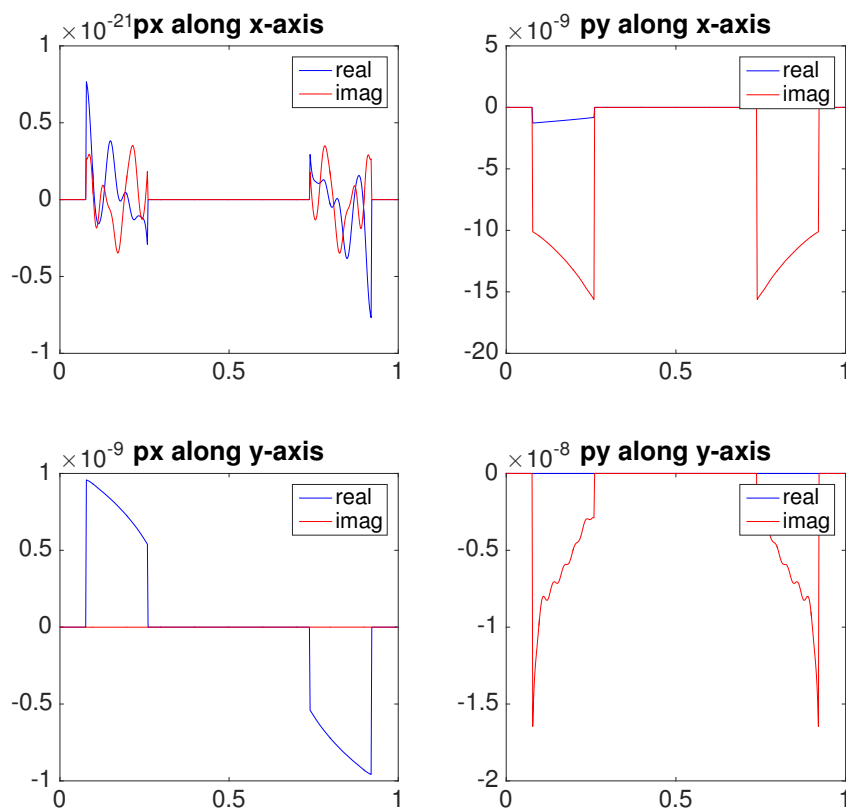 ×10⁻²¹ px along x-axis
1
0.5
0
-0.5
-1
0
0.5
1
real
imag
×10⁻⁹ py along x-axis
5
0
-5
-10
-15
-20
0
0.5
1
real
imag
×10⁻⁹ px along y-axis
1
0.5
0
-0.5
-1
0
0.5
1
real
imag
×10⁻⁸ py along y-axis
0
-0.5
-1
-1.5
-2
0
0.5
1
real
imag